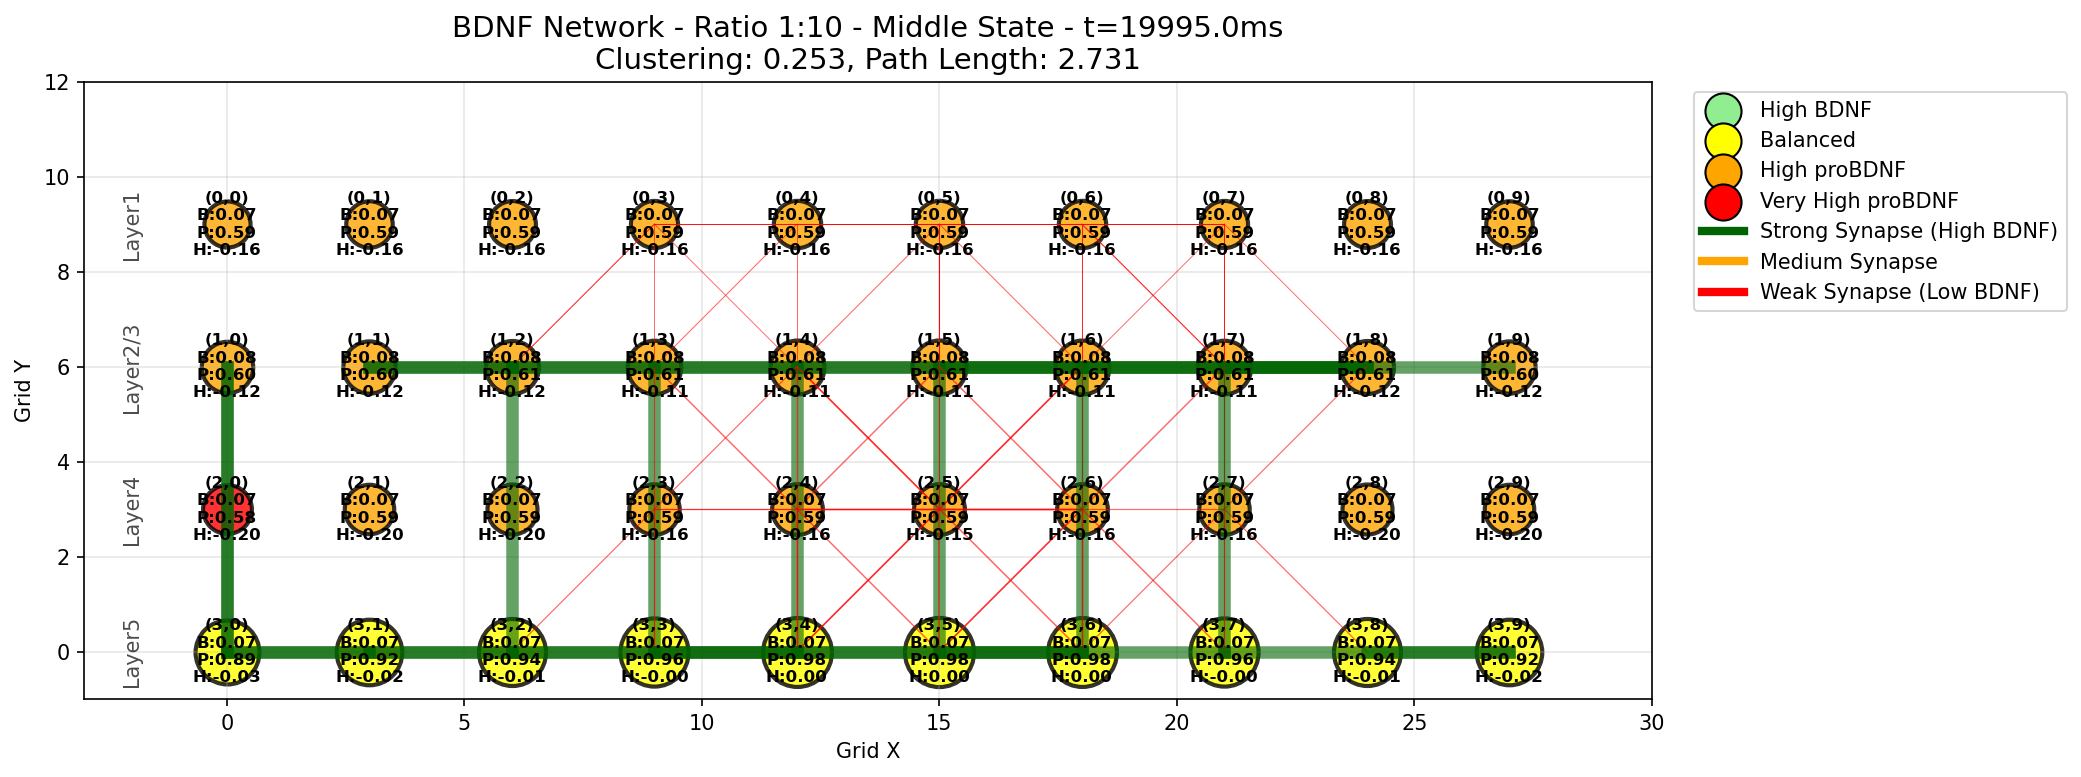 BDNF Network - Ratio 1:10 - Middle State - t=19995.0ms
Clustering: 0.253, Path Length: 2.731
12
10
8
6
4
2
0
Grid Y
Layer1
Layer2/3
Layer4
Layer5
(0,0) (0,1) (0,2) (0,3) (0,4) (0,5) (0,6) (0,7) (0,8) (0,9)
B:0.07 B:0.07 B:0.07 B:0.07 B:0.07 B:0.07 B:0.07 B:0.07 B:0.07 B:0.07
P:0.59 P:0.59 P:0.59 P:0.59 P:0.59 P:0.59 P:0.59 P:0.59 P:0.59 P:0.59
H:-0.16 H:-0.16 H:-0.16 H:-0.16 H:-0.16 H:-0.16 H:-0.16 H:-0.16 H:-0.16 H:-0.16
(1,0) (1,1) (1,2) (1,3) (1,4) (1,5) (1,6) (1,7) (1,8) (1,9)
B:0.08 B:0.08 B:0.08 B:0.08 B:0.08 B:0.08 B:0.08 B:0.08 B:0.08 B:0.08
P:0.60 P:0.60 P:0.61 P:0.61 P:0.61 P:0.61 P:0.61 P:0.61 P:0.61 P:0.60
H:-0.12 H:-0.12 H:-0.12 H:-0.11 H:-0.11 H:-0.11 H:-0.11 H:-0.11 H:-0.12 H:-0.12
(2,0) (2,1) (2,2) (2,3) (2,4) (2,5) (2,6) (2,7) (2,8) (2,9)
B:0.07 B:0.07 B:0.07 B:0.07 B:0.07 B:0.07 B:0.07 B:0.07 B:0.07 B:0.07
P:0.58 P:0.59 P:0.59 P:0.59 P:0.59 P:0.59 P:0.59 P:0.59 P:0.59 P:0.59
H:-0.20 H:-0.20 H:-0.20 H:-0.16 H:-0.16 H:-0.15 H:-0.16 H:-0.16 H:-0.20 H:-0.20
(3,0) (3,1) (3,2) (3,3) (3,4) (3,5) (3,6) (3,7) (3,8) (3,9)
B:0.07 B:0.07 B:0.07 B:0.07 B:0.07 B:0.07 B:0.07 B:0.07 B:0.07 B:0.07
P:0.89 P:0.92 P:0.94 P:0.96 P:0.98 P:0.98 P:0.98 P:0.96 P:0.94 P:0.92
H:-0.03 H:-0.02 H:-0.01 H:-0.00 H:0.00 H:0.00 H:0.00 H:-0.00 H:-0.01 H:-0.02
0 5 10 15 20 25 30
Grid X
High BDNF
Balanced
High proBDNF
Very High proBDNF
Strong Synapse (High BDNF)
Medium Synapse
Weak Synapse (Low BDNF)